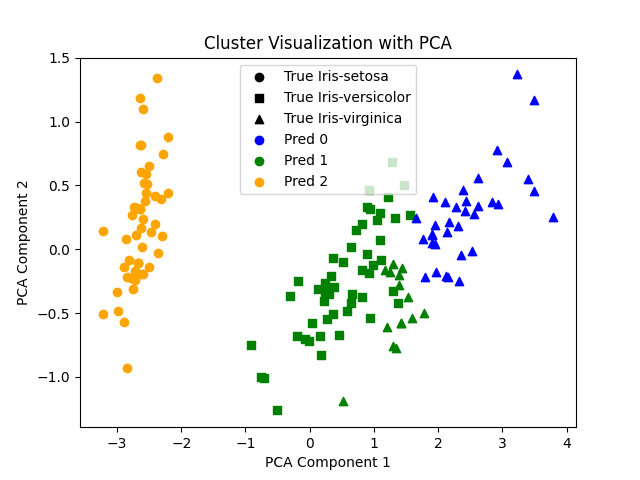 Cluster Visualization with PCA
1.5
1.0
0.5
0.0
−0.5
−1.0
PCA Component 2
True Iris-setosa
True Iris-versicolor
True Iris-virginica
Pred 0
Pred 1
Pred 2
−3 −2 −1 0 1 2 3 4
PCA Component 1